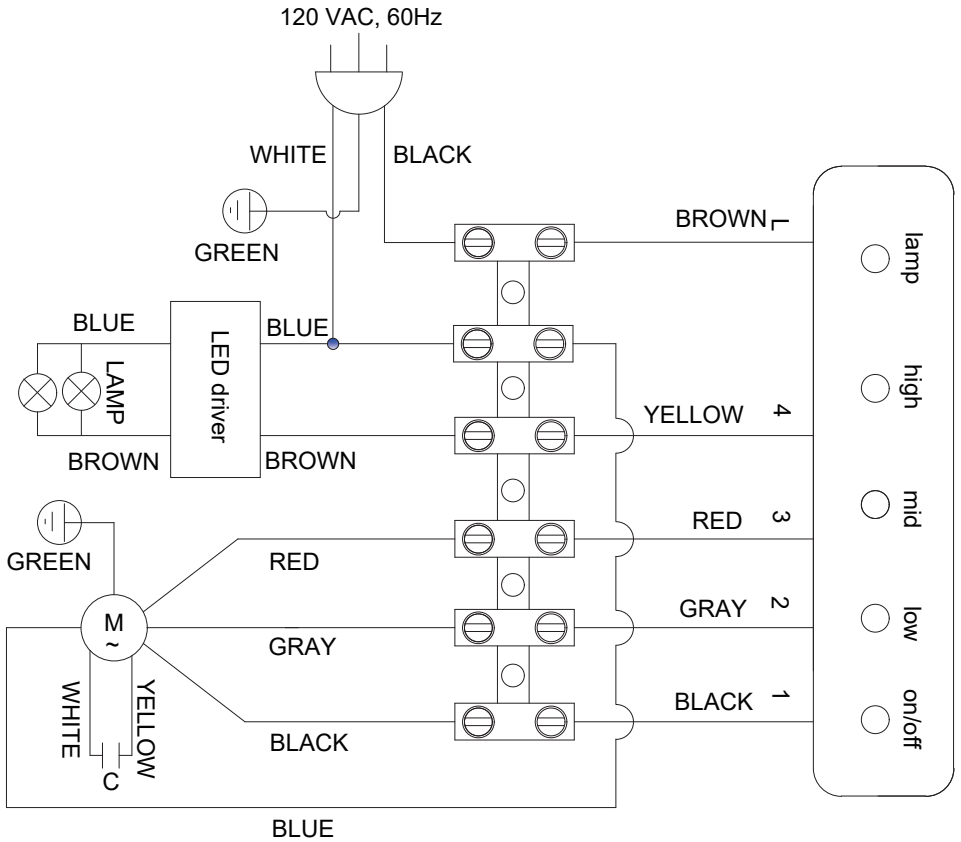 120 VAC, 60Hz
WHITE
BLACK
GREEN
BROWN
L
lamp
BLUE
BLUE
LAMP
LED driver
BROWN
BROWN
YELLOW
4
high
RED
3
mid
GREEN
RED
M
~
GRAY
GRAY
2
low
WHITE
YELLOW
C
BLACK
BLACK
1
on/off
BLUE